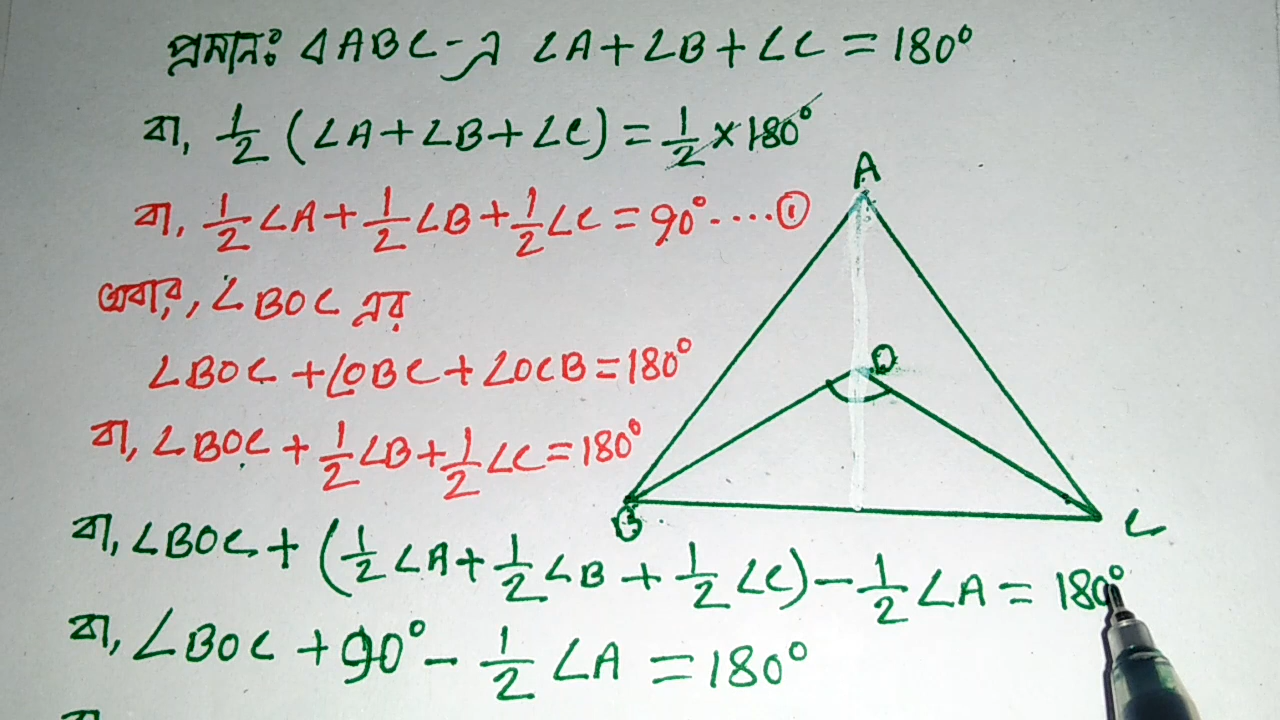 প্রমানঃ ΔABC-এ ∠A+∠B+∠C=180°
বা, 1/2 (∠A+∠B+∠C)=1/2×180°
বা, 1/2∠A+1/2∠B+1/2∠C=90°....①
আবার, ∠BOC এর
∠BOC+∠OBC+∠OCB=180°
বা, ∠BOC+1/2∠B+1/2∠C=180°
বা, ∠BOC+(1/2∠A+1/2∠B+1/2∠C)-1/2∠A=180°
বা, ∠BOC+90°-1/2∠A=180°
A
O
B
C